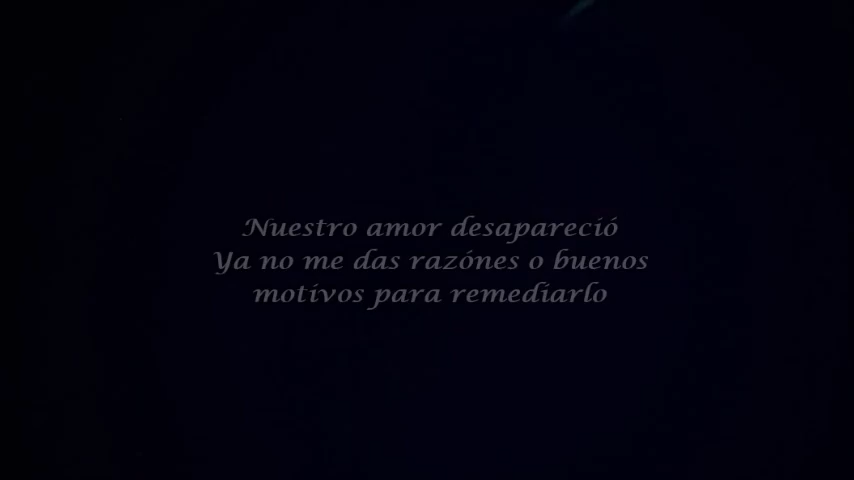 Nuestro amor desapareció
Ya no me das razónes o buenos
motivos para remediarlo